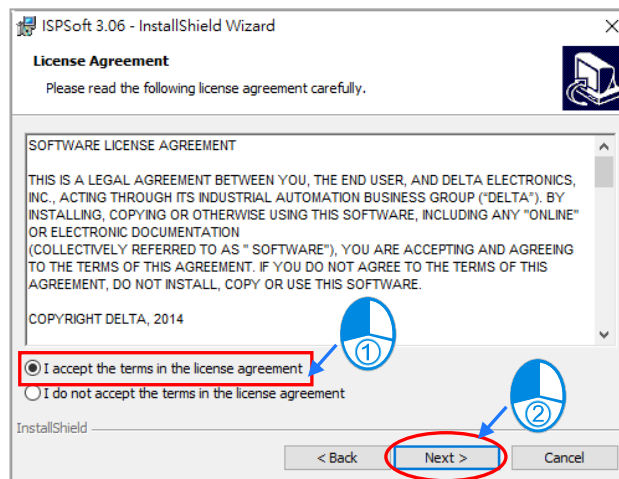 ISPSoft 3.06 - InstallShield Wizard
License Agreement
Please read the following license agreement carefully.
SOFTWARE LICENSE AGREEMENT
THIS IS A LEGAL AGREEMENT BETWEEN YOU, THE END USER, AND DELTA ELECTRONICS,
INC., ACTING THROUGH ITS INDUSTRIAL AUTOMATION BUSINESS GROUP ("DELTA"). BY
INSTALLING, COPYING OR OTHERWISE USING THIS SOFTWARE, INCLUDING ANY "ONLINE"
OR ELECTRONIC DOCUMENTATION
(COLLECTIVELY REFERRED TO AS " SOFTWARE"), YOU ARE ACCEPTING AND AGREEING
TO THE TERMS OF THIS AGREEMENT. IF YOU DO NOT AGREE TO THE TERMS OF THIS
AGREEMENT, DO NOT INSTALL, COPY OR USE THIS SOFTWARE.
COPYRIGHT DELTA, 2014
①
I accept the terms in the license agreement
I do not accept the terms in the license agreement
②
InstallShield
< Back Next > Cancel